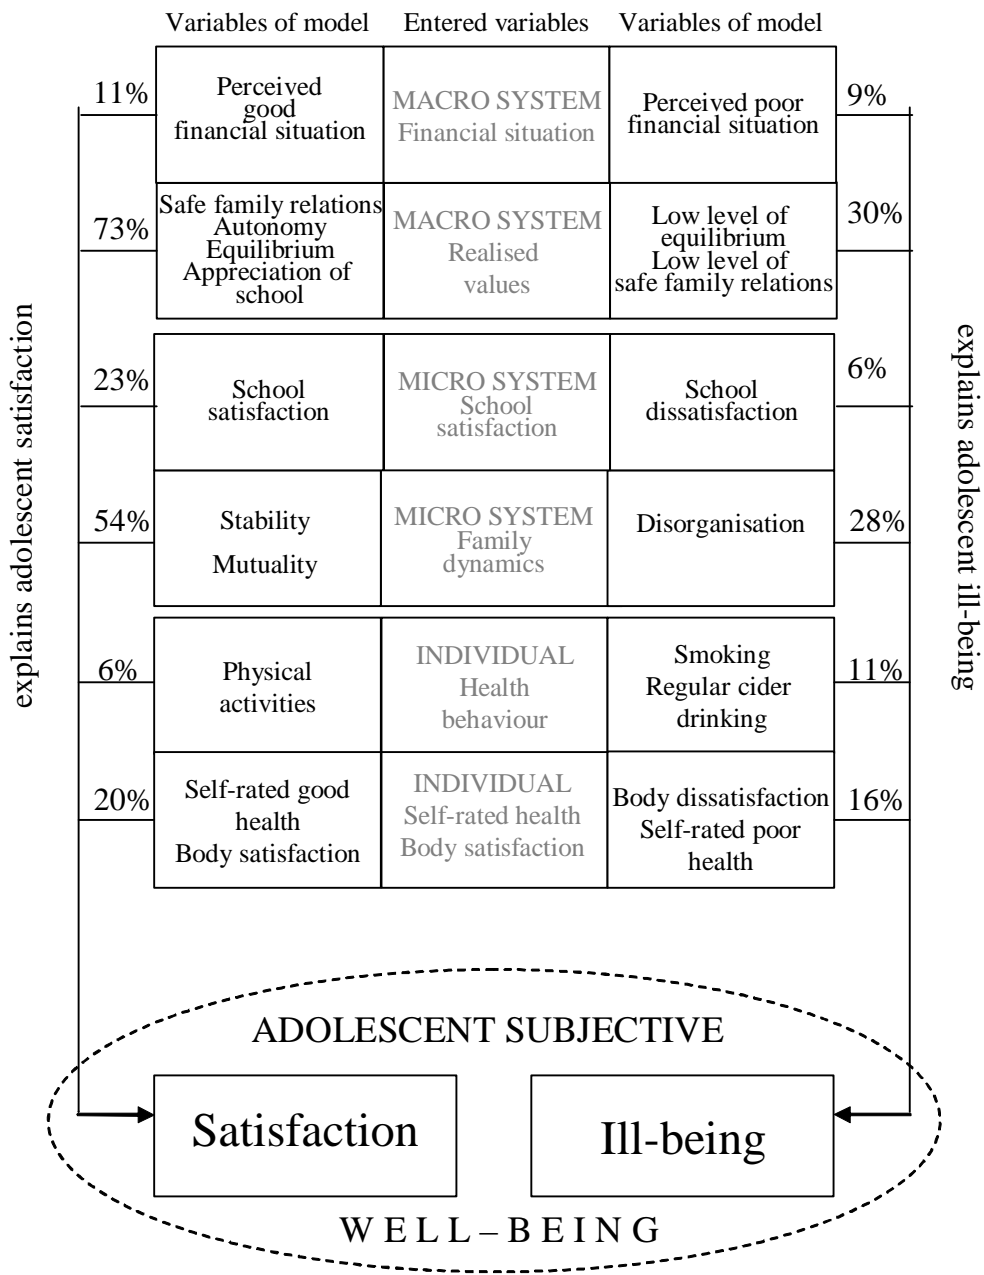 Variables of model
Entered variables
Variables of model
11%
Perceived
good
financial situation
MACRO SYSTEM
Financial situation
Perceived poor
financial situation
9%
73%
Safe family relations
Autonomy
Equilibrium
Appreciation of
school
MACRO SYSTEM
Realised
values
Low level of
equilibrium
Low level of
safe family relations
30%
23%
School
satisfaction
MICRO SYSTEM
School
satisfaction
School
dissatisfaction
6%
54%
Stability
Mutuality
MICRO SYSTEM
Family
dynamics
Disorganisation
28%
6%
Physical
activities
INDIVIDUAL
Health
behaviour
Smoking
Regular cider
drinking
11%
20%
Self-rated good
health
Body satisfaction
INDIVIDUAL
Self-rated health
Body satisfaction
Body dissatisfaction
Self-rated poor
health
16%
explains adolescent satisfaction
explains adolescent ill-being
ADOLESCENT SUBJECTIVE
Satisfaction
Ill-being
WELL–BEING